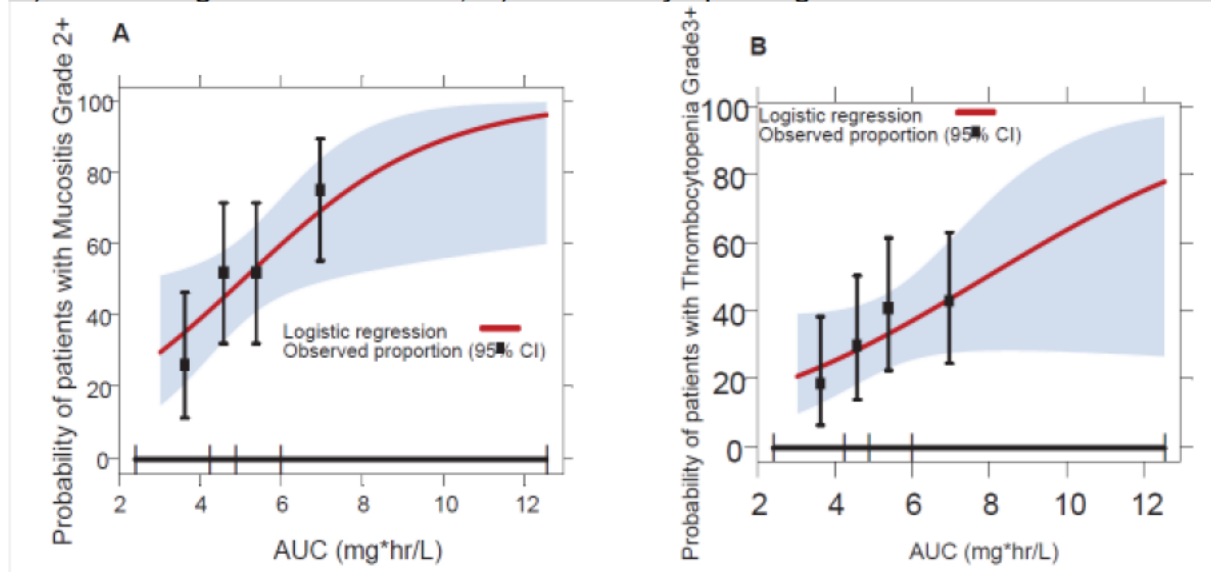 A
Probability of patients with Mucositis Grade 2+
100
80
60
40
20
0
Logistic regression
Observed proportion (95% CI)
2 4 6 8 10 12
AUC (mg*hr/L)
B
Probability of patients with Thrombocytopenia Grade3+
100
80
60
40
20
0
Logistic regression
Observed proportion (95% CI)
2 4 6 8 10 12
AUC (mg*hr/L)